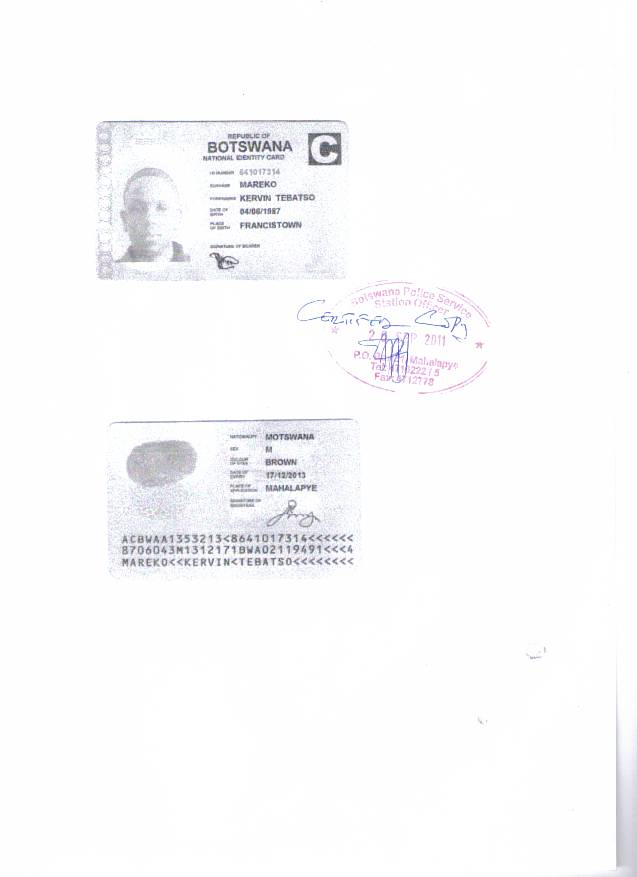 REPUBLIC OF
BOTSWANA
NATIONAL IDENTITY CARD
C
ID NUMBER 641017314
SURNAME MAREKO
FORENAMES KERVIN TEBATSO
DATE OF BIRTH 04/06/1987
PLACE OF BIRTH FRANCISTOWN
SIGNATURE OF BEARER
Botswana Police Service
Station Officer
CERTIFIED COPY
SEP 2011
P.O. Mahalapye
Tel
Fax 4712778
NATIONALITY MOTSWANA
SEX M
COLOUR OF EYES BROWN
DATE OF EXPIRY 17/12/2013
PLACE OF APPLICATION MAHALAPYE
SIGNATURE OF REGISTRAR
ACBWAA1353213<8641017314<<<<<<
8706043M1312171BWA02119491<<<4
MAREKO<<KERVIN<TEBATSO<<<<<<<<